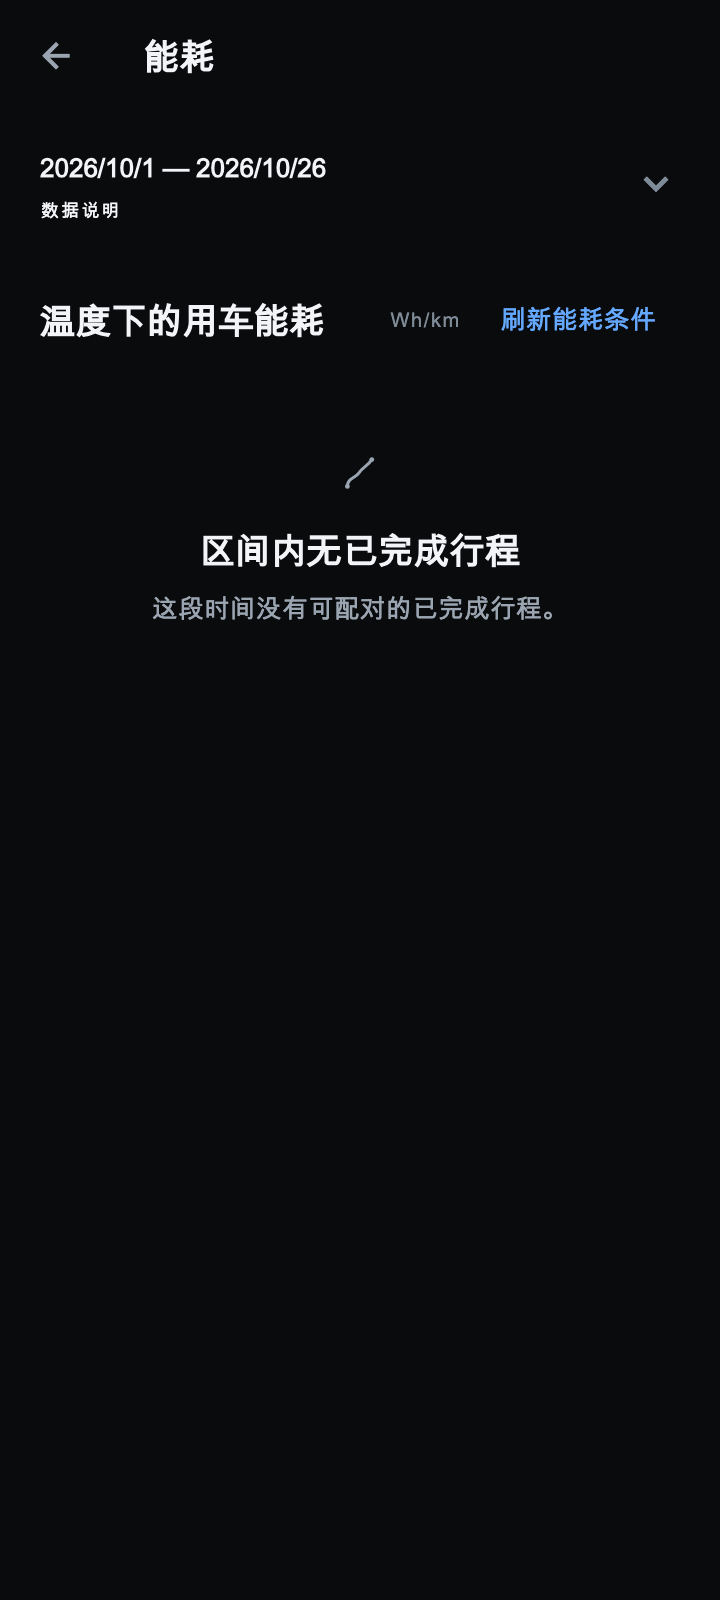 能耗
2026/10/1 — 2026/10/26
数据说明
温度下的用车能耗 Wh/km 刷新能耗条件
区间内无已完成行程
这段时间没有可配对的已完成行程。